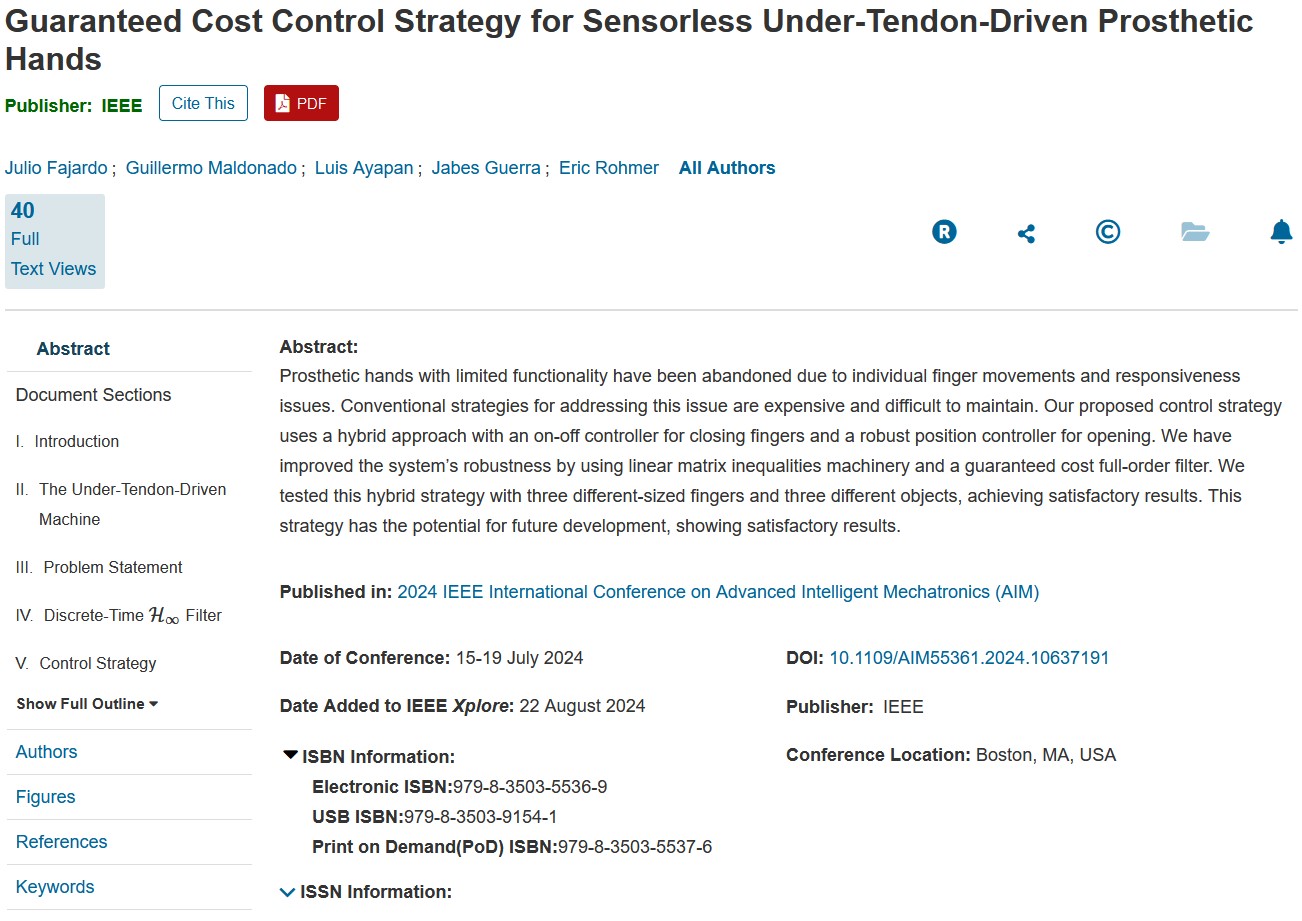 Guaranteed Cost Control Strategy for Sensorless Under-Tendon-Driven Prosthetic
Hands
Publisher: IEEE
Cite This
PDF
Julio Fajardo ; Guillermo Maldonado ; Luis Ayapan ; Jabes Guerra ; Eric Rohmer All Authors
40
Full
Text Views
R
©
Abstract
Document Sections
I. Introduction
II. The Under-Tendon-Driven
Machine
III. Problem Statement
IV. Discrete-Time ℋ∞ Filter
V. Control Strategy
Show Full Outline
Authors
Figures
References
Keywords
Abstract:
Prosthetic hands with limited functionality have been abandoned due to individual finger movements and responsiveness
issues. Conventional strategies for addressing this issue are expensive and difficult to maintain. Our proposed control strategy
uses a hybrid approach with an on-off controller for closing fingers and a robust position controller for opening. We have
improved the system's robustness by using linear matrix inequalities machinery and a guaranteed cost full-order filter. We
tested this hybrid strategy with three different-sized fingers and three different objects, achieving satisfactory results. This
strategy has the potential for future development, showing satisfactory results.
Published in: 2024 IEEE International Conference on Advanced Intelligent Mechatronics (AIM)
Date of Conference: 15-19 July 2024
Date Added to IEEE Xplore: 22 August 2024
ISBN Information:
Electronic ISBN:979-8-3503-5536-9
USB ISBN:979-8-3503-9154-1
Print on Demand(PoD) ISBN:979-8-3503-5537-6
ISSN Information:
DOI: 10.1109/AIM55361.2024.10637191
Publisher: IEEE
Conference Location: Boston, MA, USA